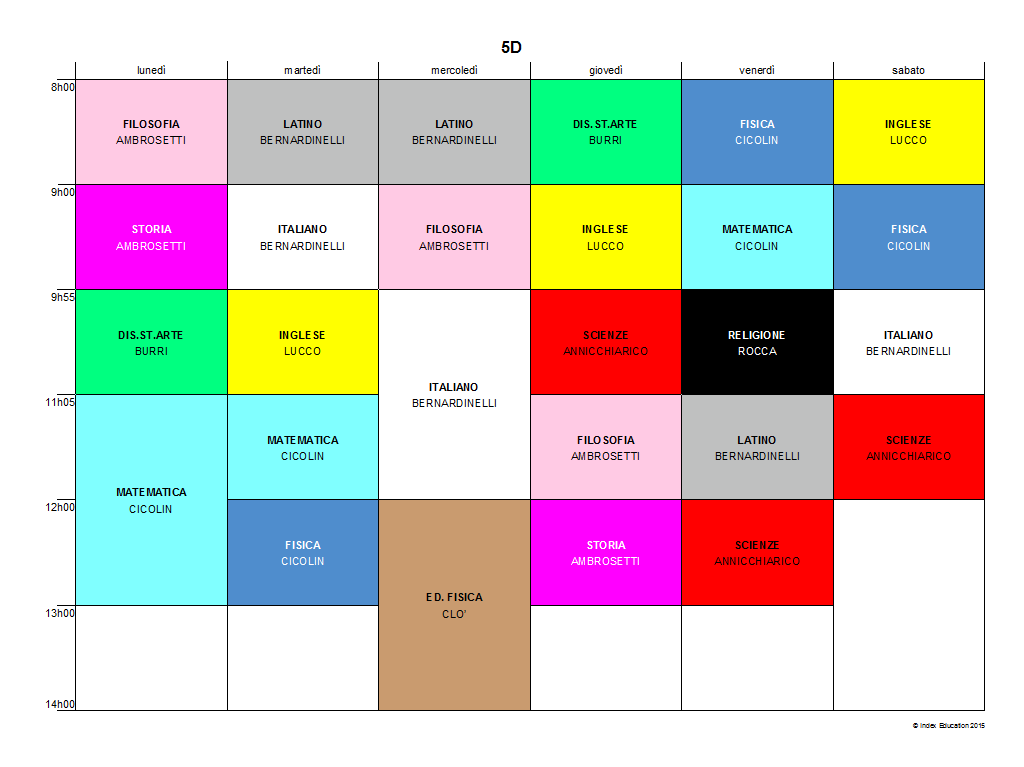 5D
lunedì martedì mercoledì giovedì venerdì sabato
8h00
FILOSOFIA LATINO LATINO DIS.ST.ARTE FISICA INGLESE
AMBROSETTI BERNARDINELLI BERNARDINELLI BURRI CICOLIN LUCCO
9h00
STORIA ITALIANO FILOSOFIA INGLESE MATEMATICA FISICA
AMBROSETTI BERNARDINELLI AMBROSETTI LUCCO CICOLIN CICOLIN
9h55
DIS.ST.ARTE INGLESE SCIENZE RELIGIONE ITALIANO
BURRI LUCCO ANNICCHIARICO ROCCA BERNARDINELLI
ITALIANO
BERNARDINELLI
11h05
MATEMATICA FILOSOFIA LATINO SCIENZE
CICOLIN AMBROSETTI BERNARDINELLI ANNICCHIARICO
MATEMATICA
CICOLIN
12h00
FISICA STORIA SCIENZE
CICOLIN AMBROSETTI ANNICCHIARICO
ED. FISICA
CLO'
13h00
14h00
© Index Education 2015